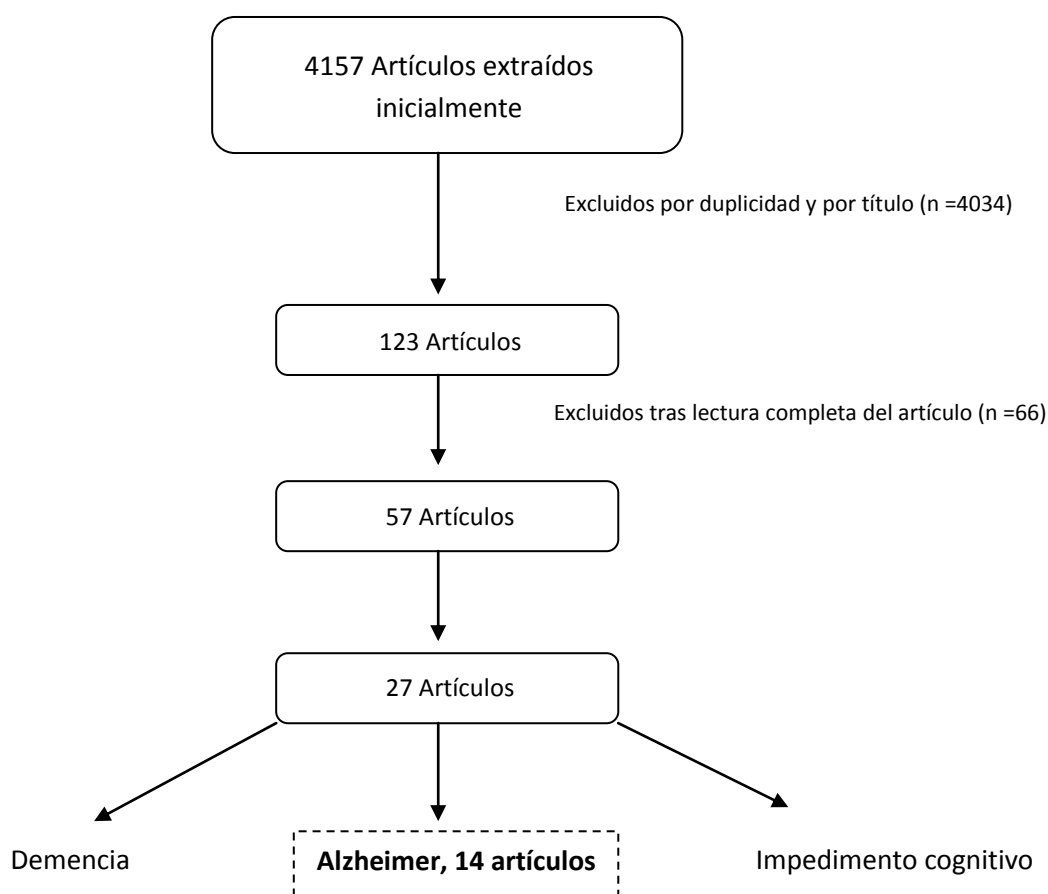 4157 Artículos extraídos
inicialmente
Excluidos por duplicidad y por título (n =4034)
123 Artículos
Excluidos tras lectura completa del artículo (n =66)
57 Artículos
27 Artículos
Demencia
Alzheimer, 14 artículos
Impedimento cognitivo